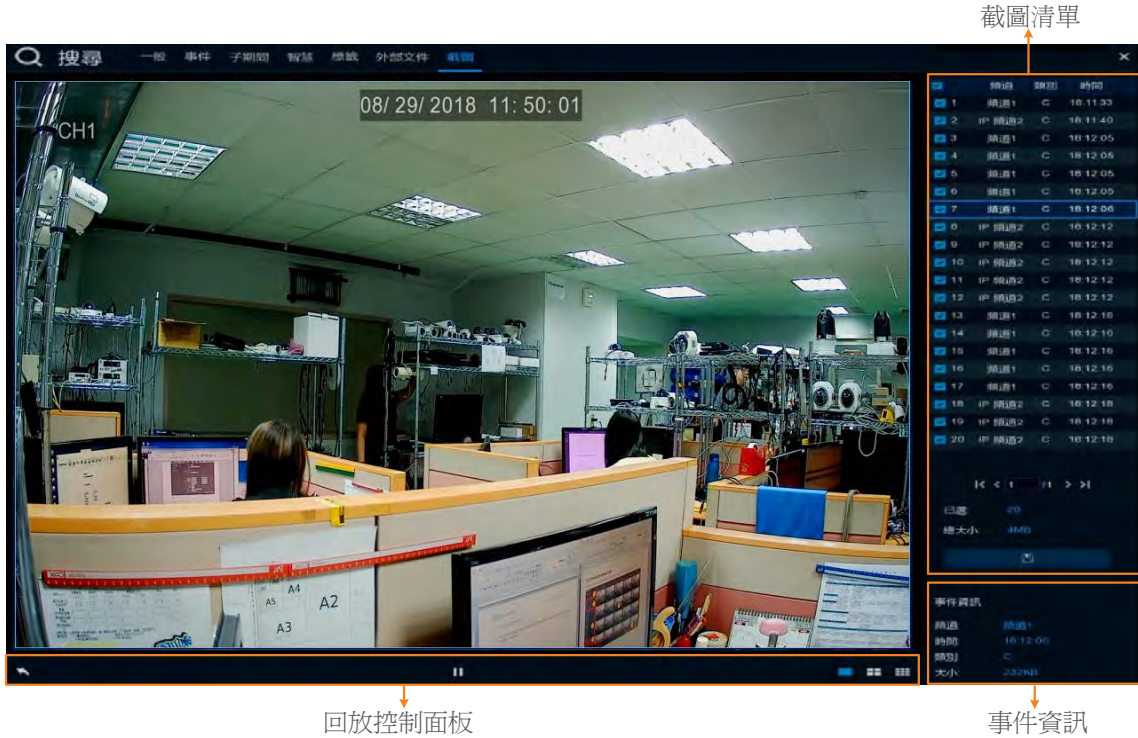 截圖清單
搜尋 一般 事件 子期間 智慧 標籤 外部文件 截圖
08/29/2018 11:50:01
CH1
頻道 類別 時間
1 頻道1 C 18:11:33
2 IP 頻道2 C 18:11:40
3 頻道1 C 18:12:05
4 頻道1 C 18:12:05
5 頻道1 C 18:12:05
6 頻道1 C 18:12:05
7 頻道1 C 18:12:06
8 IP 頻道2 C 18:12:12
9 IP 頻道2 C 18:12:12
10 IP 頻道2 C 18:12:12
11 IP 頻道2 C 18:12:12
12 IP 頻道2 C 18:12:12
13 頻道1 C 18:12:16
14 頻道1 C 18:12:16
15 頻道1 C 18:12:16
16 頻道1 C 18:12:16
17 頻道1 C 18:12:16
18 IP 頻道2 C 18:12:18
19 IP 頻道2 C 18:12:18
20 IP 頻道2 C 18:12:18
1 /1
已選: 20
總大小: 4MB
A4
A5
A2
A3
事件資訊
頻道: 頻道1
時間: 18:12:06
類別: C
大小: 232KB
回放控制面板
事件資訊